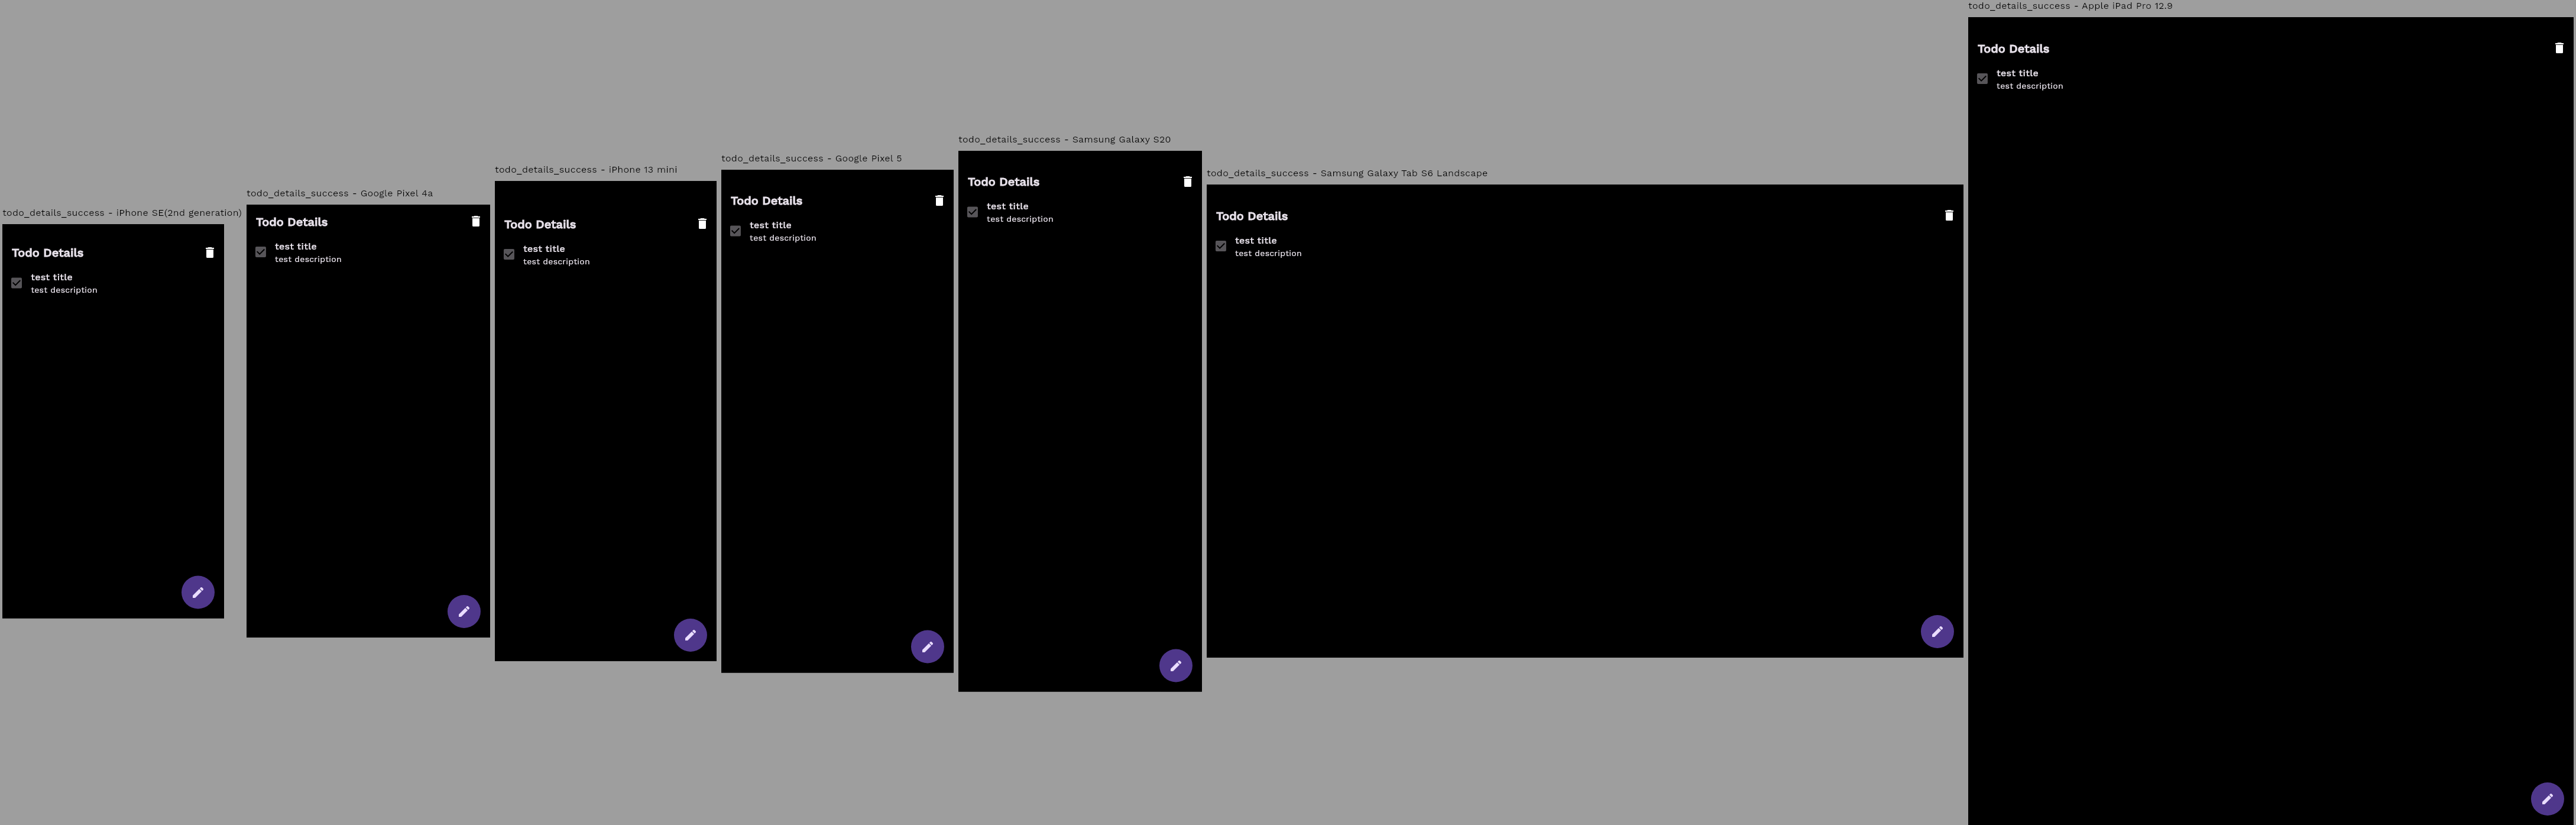 todo_details_success - iPhone SE(2nd generation)
Todo Details
test title
test description
todo_details_success - Google Pixel 4a
Todo Details
test title
test description
todo_details_success - iPhone 13 mini
Todo Details
test title
test description
todo_details_success - Google Pixel 5
Todo Details
test title
test description
todo_details_success - Samsung Galaxy S20
Todo Details
test title
test description
todo_details_success - Samsung Galaxy Tab S6 Landscape
Todo Details
test title
test description
todo_details_success - Apple iPad Pro 12.9
Todo Details
test title
test description